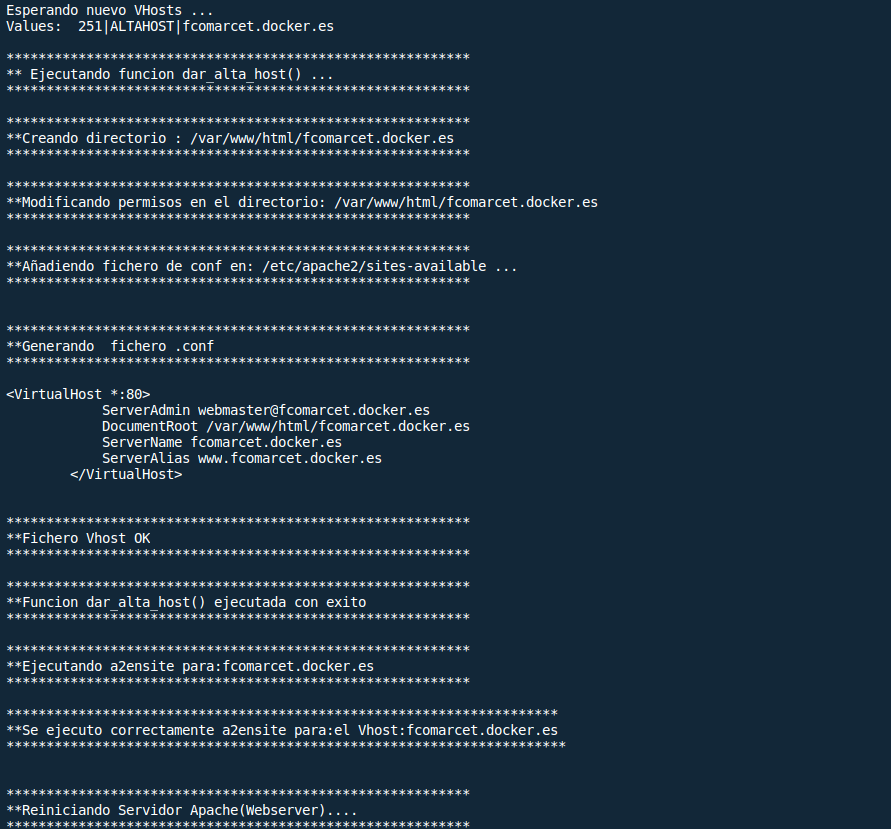 Esperando nuevo VHosts ...
Values:  251|ALTAHOST|fcomarcet.docker.es
**********************************************************
** Ejecutando funcion dar_alta_host() ...
**********************************************************
**********************************************************
**Creando directorio : /var/www/html/fcomarcet.docker.es
**********************************************************
**********************************************************
**Modificando permisos en el directorio: /var/www/html/fcomarcet.docker.es
**********************************************************
**********************************************************
**Añadiendo fichero de conf en: /etc/apache2/sites-available ...
**********************************************************
**********************************************************
**Generando  fichero .conf
**********************************************************
<VirtualHost *:80>
            ServerAdmin webmaster@fcomarcet.docker.es
            DocumentRoot /var/www/html/fcomarcet.docker.es
            ServerName fcomarcet.docker.es
            ServerAlias www.fcomarcet.docker.es
        </VirtualHost>
**********************************************************
**Fichero Vhost OK
**********************************************************
**********************************************************
**Funcion dar_alta_host() ejecutada con exito
**********************************************************
**********************************************************
**Ejecutando a2ensite para:fcomarcet.docker.es
**********************************************************
*********************************************************************
**Se ejecuto correctamente a2ensite para:el Vhost:fcomarcet.docker.es
**********************************************************************
**********************************************************
**Reiniciando Servidor Apache(Webserver)....
**********************************************************